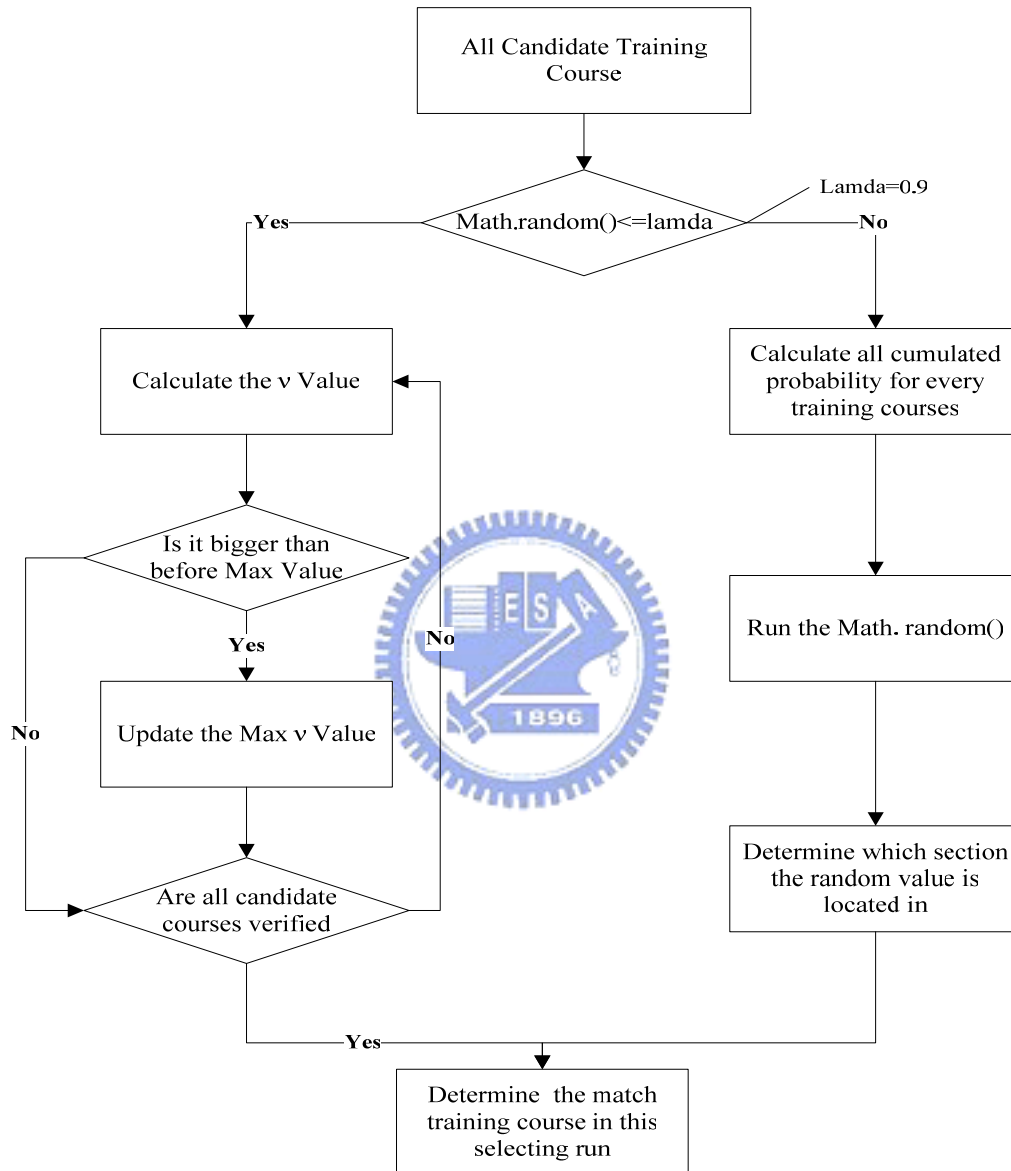 All Candidate Training
Course
Lamda=0.9
Math.random()<=lamda
Yes
No
Calculate the ν Value
Calculate all cumulated
probability for every
training courses
Is it bigger than
before Max Value
E S A
No
Run the Math. random()
Yes
1896
No
Update the Max ν Value
Determine which section
the random value is
located in
Are all candidate
courses verified
Yes
Determine the match
training course in this
selecting run